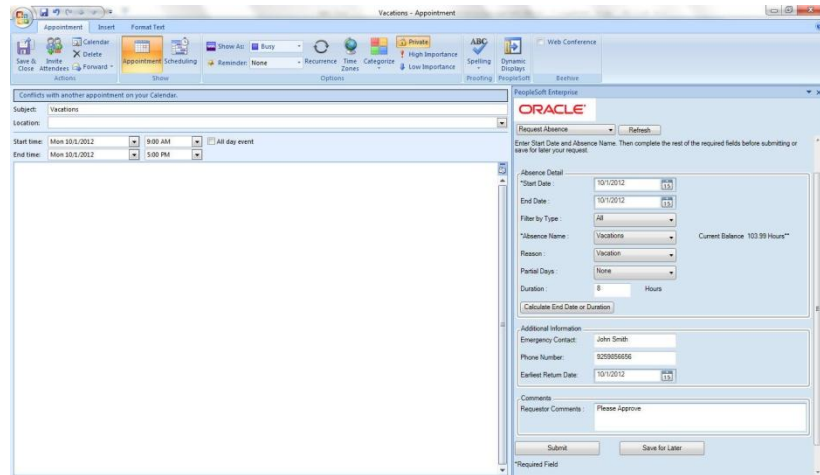 Vacations - Appointment
Appointment Insert Format Text
Save & Close
Invite Attendees
Calendar
Delete
Forward
Actions
Appointment Scheduling
Show
Show As: Busy
Reminder: None
Recurrence
Time Zones
Categorize
Private
High Importance
Low Importance
Options
ABC
Spelling
Proofing
Dynamic Displays
PeopleSoft
Web Conference
Beehive
Conflicts with another appointment on your Calendar.
Subject: Vacations
Location:
Start time: Mon 10/1/2012 9:00 AM All day event
End time: Mon 10/1/2012 5:00 PM
PeopleSoft Enterprise
ORACLE
Request Absence Refresh
Enter Start Date and Absence Name. Then complete the rest of the required fields before submitting or
save for later your request.
Absence Detail
*Start Date : 10/1/2012
End Date : 10/1/2012
Filter by Type : All
*Absence Name : Vacations Current Balance 103.99 Hours**
Reason : Vacation
Partial Days : None
Duration : 8 Hours
Calculate End Date or Duration
Additional Information
Emergency Contact: John Smith
Phone Number: 9259856656
Earliest Return Date: 10/1/2012
Comments
Requestor Comments : Please Approve
Submit Save for Later
*Required Field